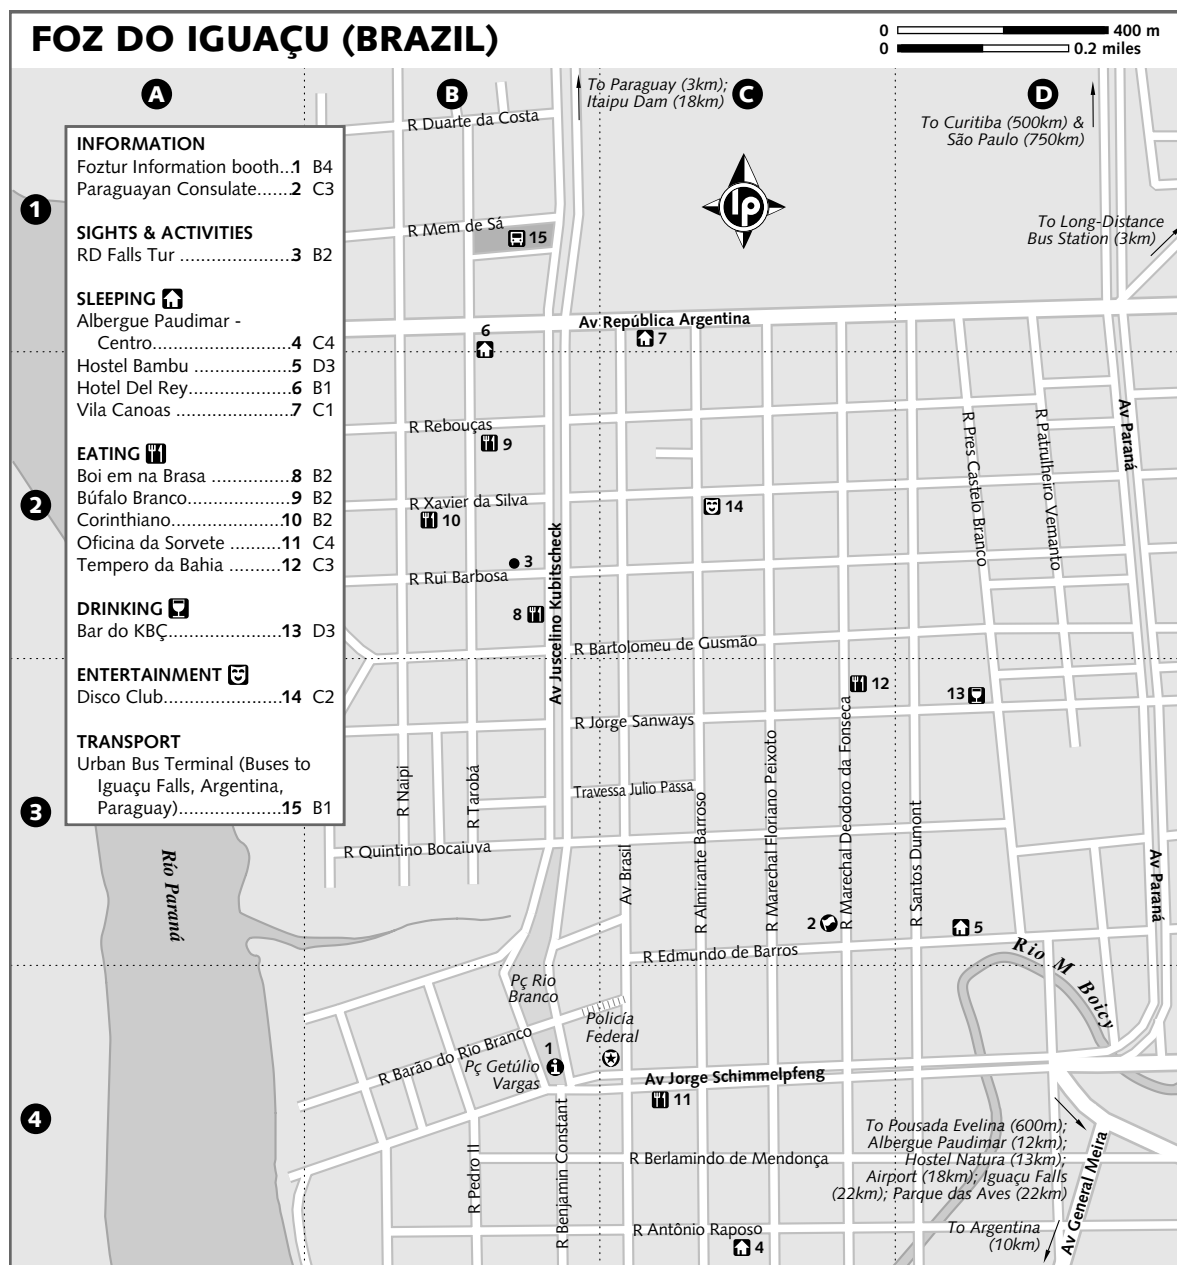 FOZ DO IGUAÇU (BRAZIL)
0 400 m
0 0.2 miles
A
B
C
D
1
2
3
4
INFORMATION
Foztur Information booth...1 B4
Paraguayan Consulate......2 C3
SIGHTS & ACTIVITIES
RD Falls Tur .....................3 B2
SLEEPING
Albergue Paudimar -
Centro..........................4 C4
Hostel Bambu ...................5 D3
Hotel Del Rey...................6 B1
Vila Canoas .....................7 C1
EATING
Boi em na Brasa ...............8 B2
Búfalo Branco...................9 B2
Corinthiano....................10 B2
Oficina da Sorvete ..........11 C4
Tempero da Bahia ..........12 C3
DRINKING
Bar do KBÇ.....................13 D3
ENTERTAINMENT
Disco Club......................14 C2
TRANSPORT
Urban Bus Terminal (Buses to
Iguaçu Falls, Argentina,
Paraguay)...................15 B1
To Paraguay (3km);
Itaipu Dam (18km)
To Curitiba (500km) &
São Paulo (750km)
To Long-Distance
Bus Station (3km)
lp
R Duarte da Costa
R Mem de Sá
15
Av República Argentina
6
7
R Rebouças
9
R Xavier da Silva
10
14
3
R Rui Barbosa
8
R Bartolomeu de Gusmão
Av Juscelino Kubitscheck
R Pres Castelo Branco
R Patrulheiro Vemanto
Av Paraná
12
13
R Jorge Sanways
R Naipi
R Tarobá
Travessa Julio Passa
R Quintino Bocaiuva
Av Brasil
R Almirante Barroso
R Marechal Floriano Peixoto
R Marechal Deodoro da Fonseca
R Santos Dumont
Av Paraná
Río Paraná
2
5
R Edmundo de Barros
Rio M Boicy
Pç Rio
Branco
Policía
Federal
R Barão do Rio Branco
1
Pç Getúlio
Vargas
Av Jorge Schimmelpfeng
11
R Pedro II
R Benjamin Constant
R Berlamindo de Mendonça
To Pousada Evelina (600m);
Albergue Paudimar (12km);
Hostel Natura (13km);
Airport (18km); Iguaçu Falls
(22km); Parque das Aves (22km)
Av General Meira
R Antônio Raposo
4
To Argentina
(10km)